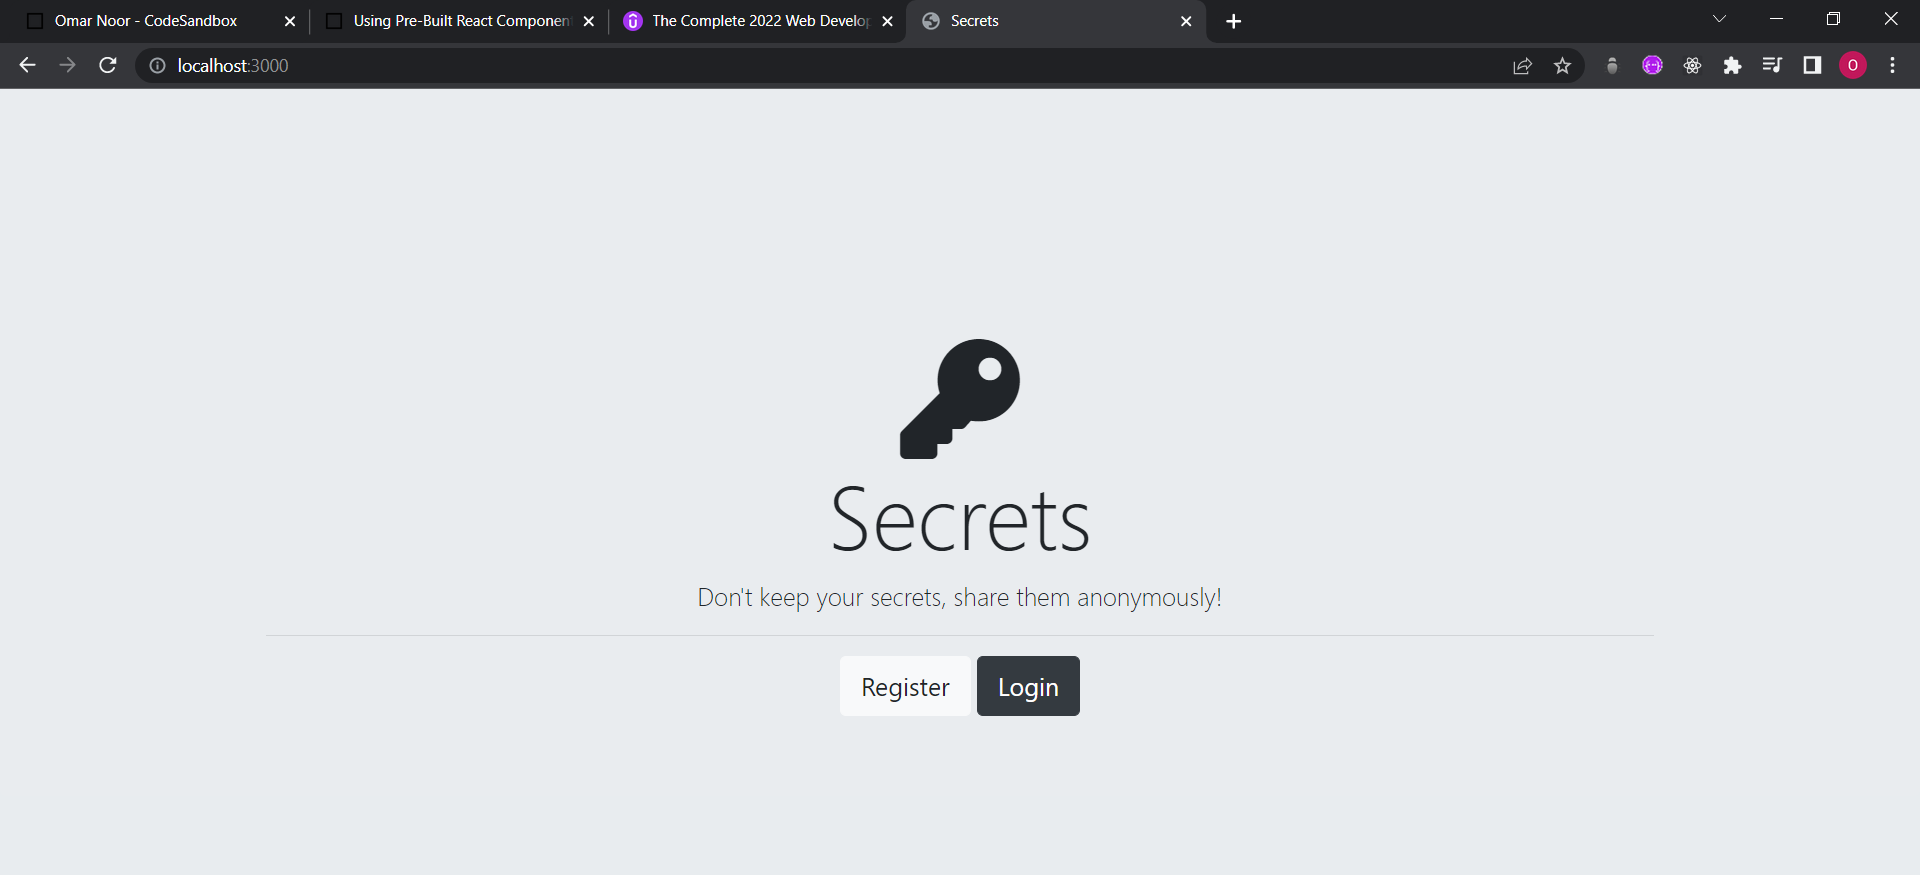 Omar Noor - CodeSandbox
Using Pre-Built React Componen
The Complete 2022 Web Develop
Secrets
localhost:3000
O
Secrets
Don't keep your secrets, share them anonymously!
Register
Login